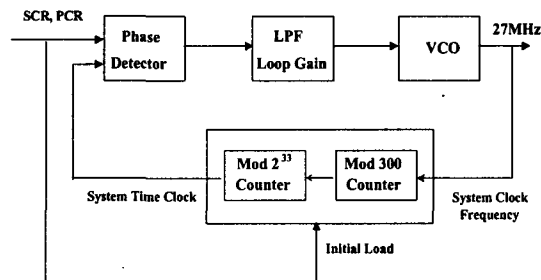 SCR, PCR
Phase
Detector
LPF
Loop Gain
VCO
27MHz
Mod 2³³
Counter
Mod 300
Counter
System Time Clock
System Clock
Frequency
Initial Load